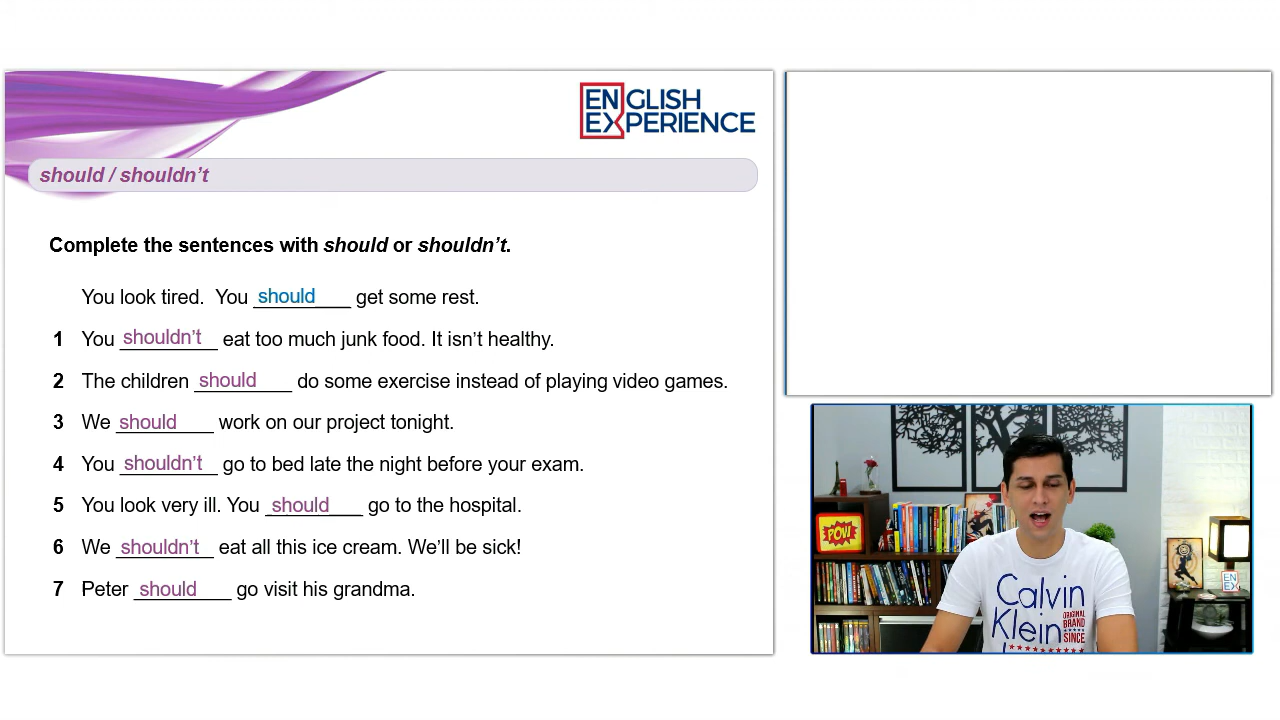 ENGLISH
EXPERIENCE
should / shouldn’t
Complete the sentences with should or shouldn’t.
You look tired. You should get some rest.
1 You shouldn’t eat too much junk food. It isn’t healthy.
2 The children should do some exercise instead of playing video games.
3 We should work on our project tonight.
4 You shouldn’t go to bed late the night before your exam.
5 You look very ill. You should go to the hospital.
6 We shouldn’t eat all this ice cream. We’ll be sick!
7 Peter should go visit his grandma.
POW!
EN
EX
Calvin
Klein
ORIGINAL
BRAND
SINCE